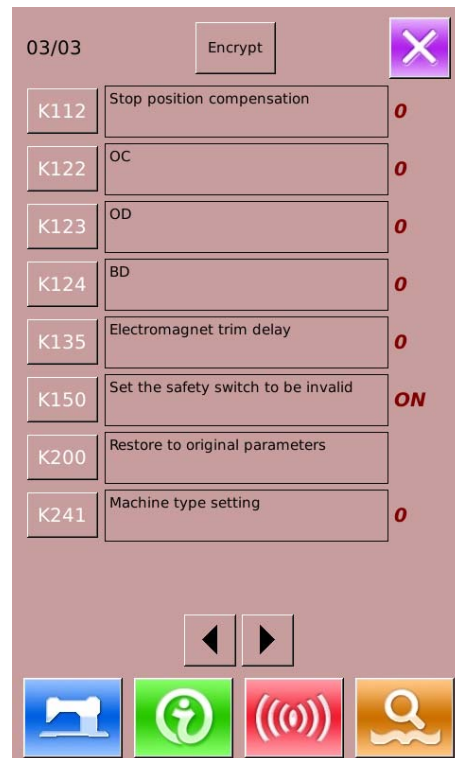 03/03
Encrypt
K112 Stop position compensation 0
K122 OC 0
K123 OD 0
K124 BD 0
K135 Electromagnet trim delay 0
K150 Set the safety switch to be invalid ON
K200 Restore to original parameters
K241 Machine type setting 0